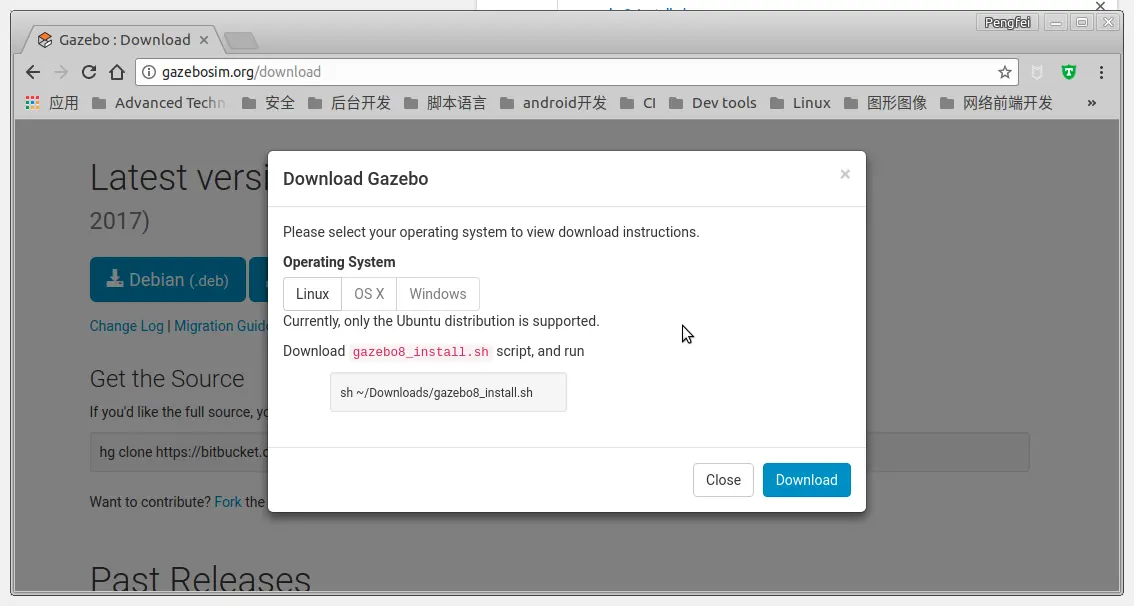 Pengfei
Gazebo : Download
gazebosim.org/download
应用 Advanced Techn 安全 后台开发 脚本语言 android开发 CI Dev tools Linux 图形图像 网络前端开发 »
Latest versi
2017)
Debian (.deb)
Change Log | Migration Guid
Get the Source
If you'd like the full source, yo
hg clone https://bitbucket.o
Want to contribute? Fork the
Past Releases
Download Gazebo
×
Please select your operating system to view download instructions.
Operating System
Linux OS X Windows
Currently, only the Ubuntu distribution is supported.
Download gazebo8_install.sh script, and run
sh ~/Downloads/gazebo8_install.sh
Close Download